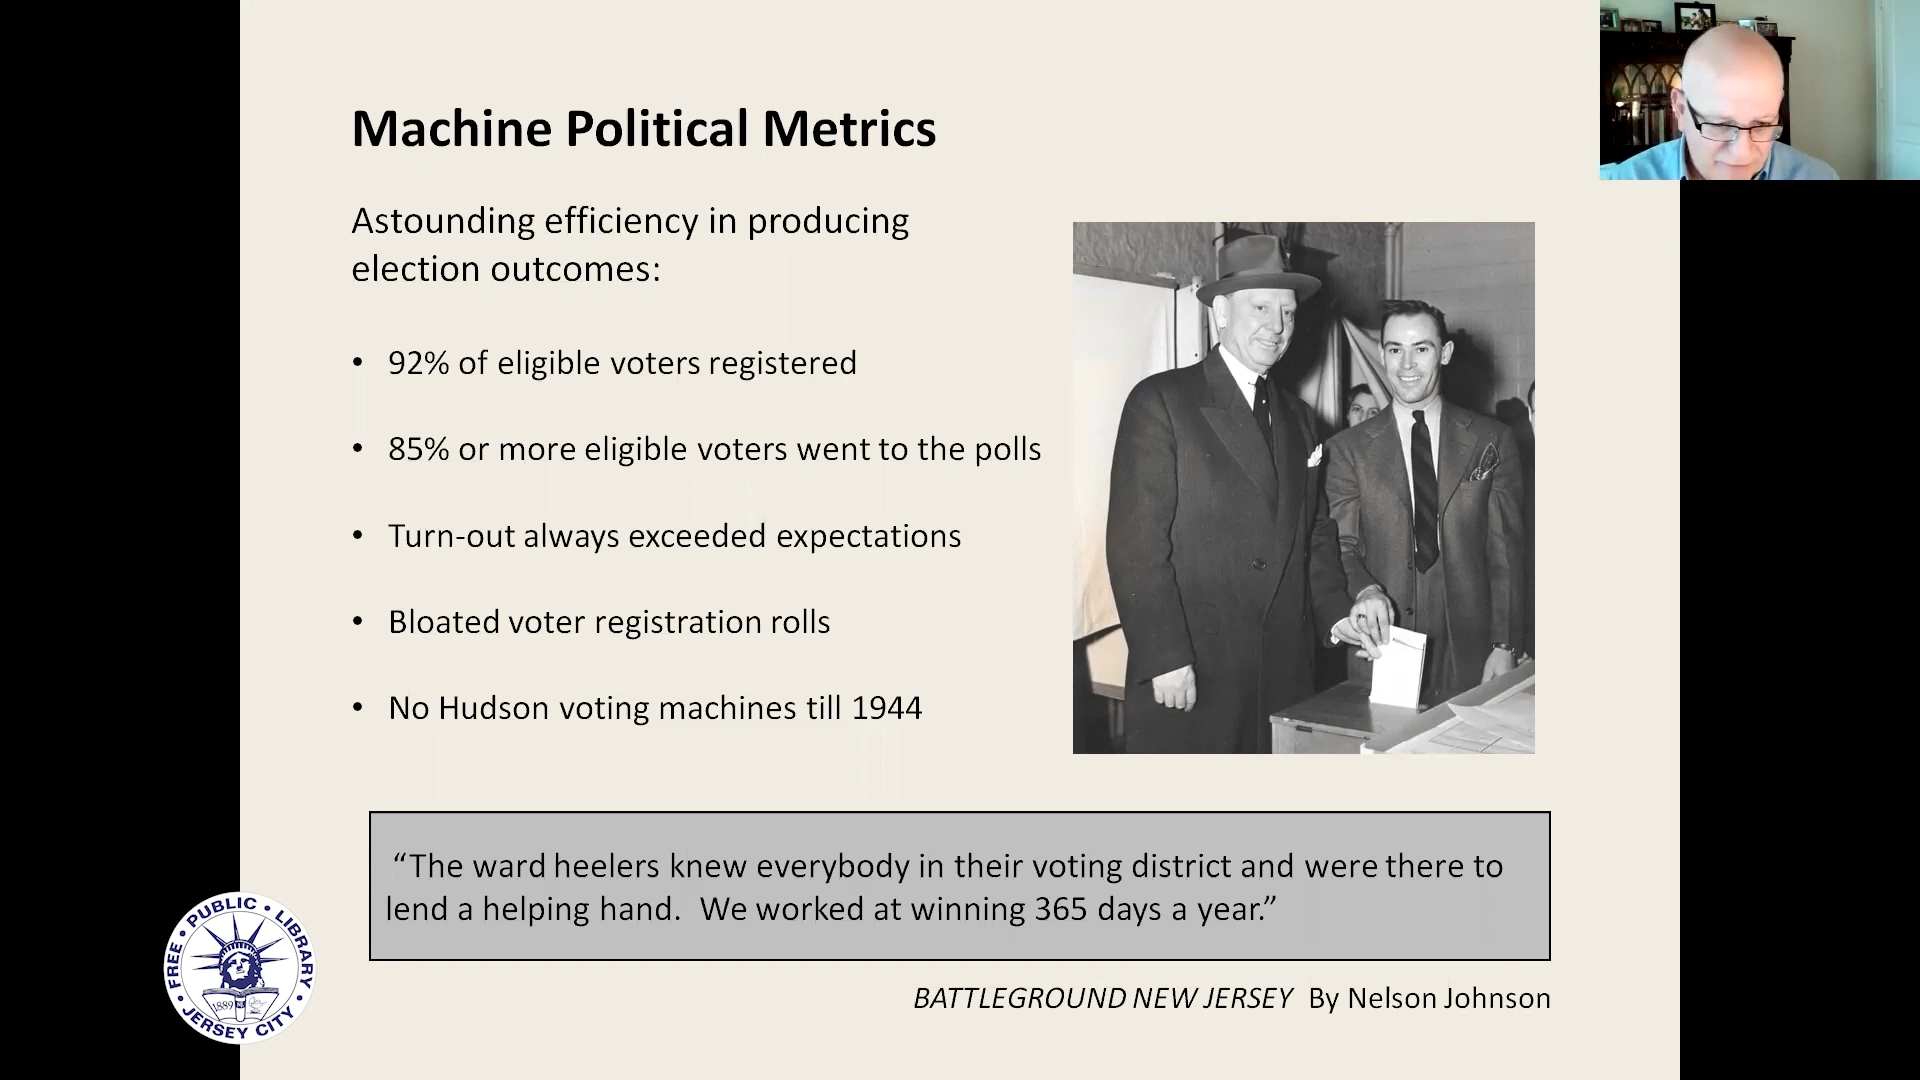 Machine Political Metrics
Astounding efficiency in producing
election outcomes:
• 92% of eligible voters registered
• 85% or more eligible voters went to the polls
• Turn-out always exceeded expectations
• Bloated voter registration rolls
• No Hudson voting machines till 1944
“The ward heelers knew everybody in their voting district and were there to
lend a helping hand.  We worked at winning 365 days a year.”
BATTLEGROUND NEW JERSEY  By Nelson Johnson
FREE • PUBLIC • LIBRARY • JERSEY CITY •
1889